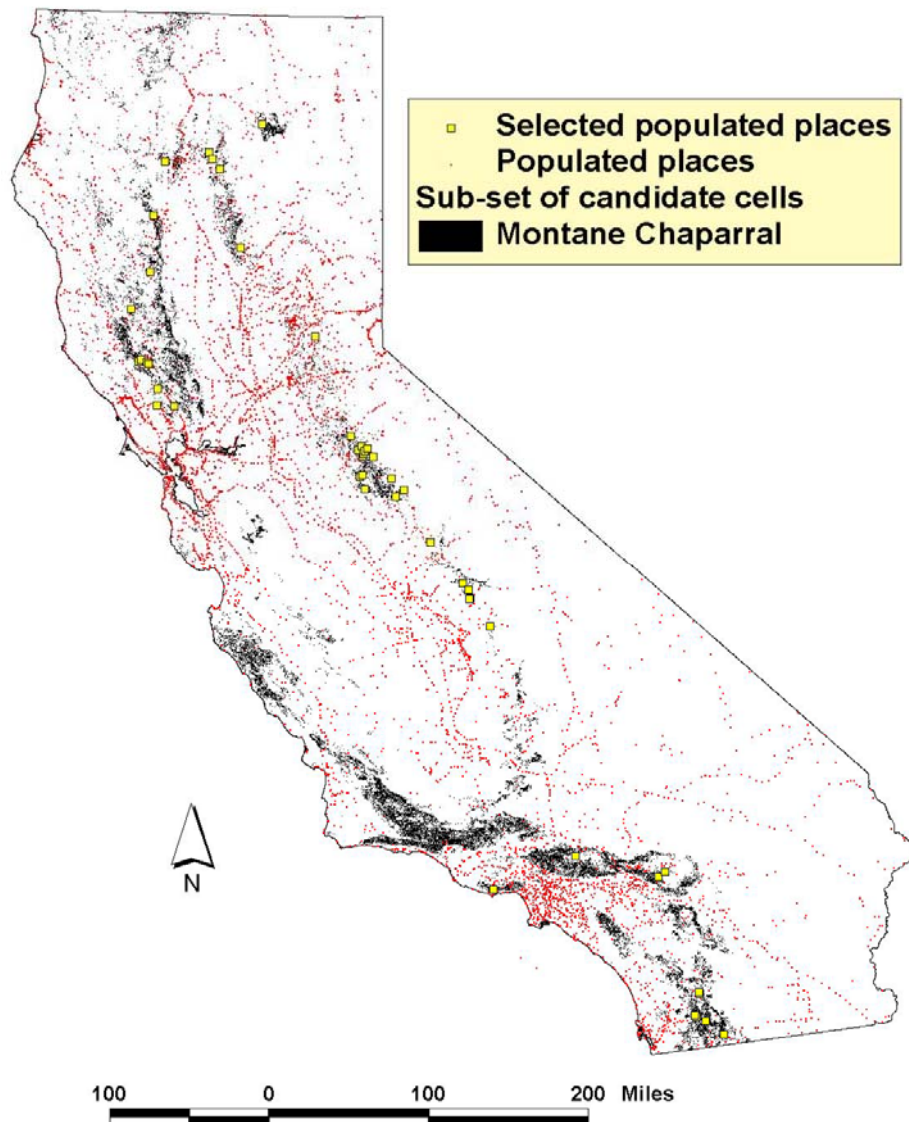 Selected populated places
Populated places
Sub-set of candidate cells
Montane Chaparral
N
100 0 100 200 Miles